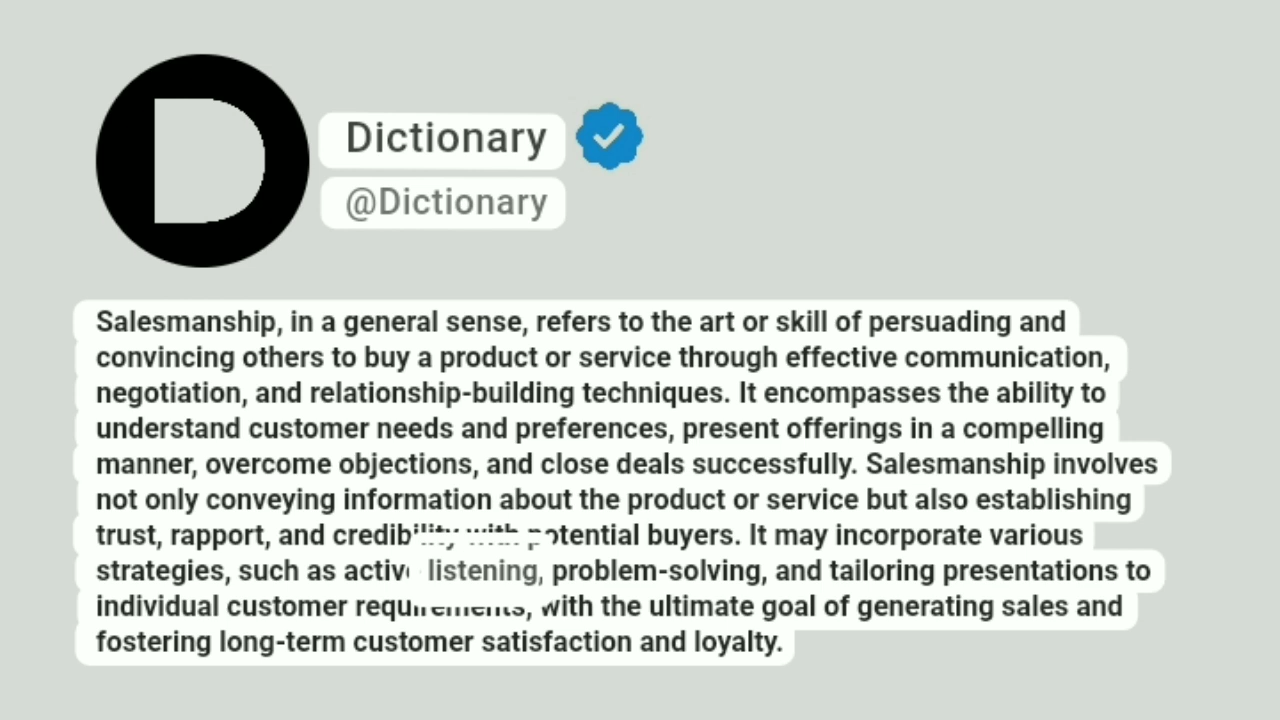 Dictionary
@Dictionary
Salesmanship, in a general sense, refers to the art or skill of persuading and
convincing others to buy a product or service through effective communication,
negotiation, and relationship-building techniques. It encompasses the ability to
understand customer needs and preferences, present offerings in a compelling
manner, overcome objections, and close deals successfully. Salesmanship involves
not only conveying information about the product or service but also establishing
trust, rapport, and credibility with potential buyers. It may incorporate various
strategies, such as active listening, problem-solving, and tailoring presentations to
individual customer requirements, with the ultimate goal of generating sales and
fostering long-term customer satisfaction and loyalty.